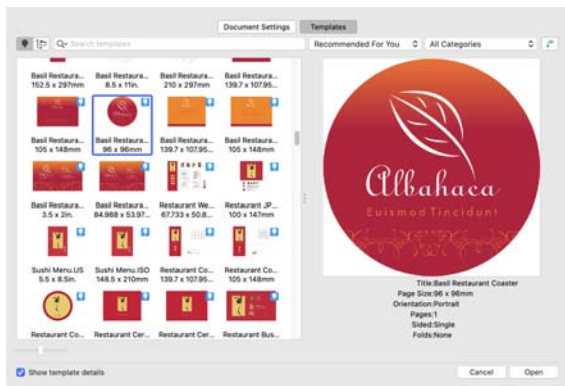 Document Settings Templates
Search templates
Recommended For You All Categories
Basil Restaura... Basil Restaura... Basil Restaura... Basil Restaura...
152.5 x 297mm 8.5 x 11in. 210 x 297mm 139.7 x 107.95...
Basil Restaura... Basil Restaura... Basil Restaura... Basil Restaura...
105 x 148mm 96 x 96mm 139.7 x 107.95... 105 x 148mm
Basil Restaura... Basil Restaura... Restaurant We... Restaurant JP...
3.5 x 2in. 84.988 x 53.97... 67.733 x 50.8... 100 x 147mm
Sushi Menu.US Sushi Menu.ISO Restaurant Co... Restaurant Co...
5.5 x 8.5in. 148.5 x 210mm 139.7 x 107.95... 105 x 148mm
Restaurant Co... Restaurant Cer... Restaurant Cer... Restaurant Bus...
Albahaca
Euismod Tincidunt
Title:Basil Restaurant Coaster
Page Size:96 x 96mm
Orientation:Portrait
Pages:1
Sided:Single
Folds:None
Show template details
Cancel Open